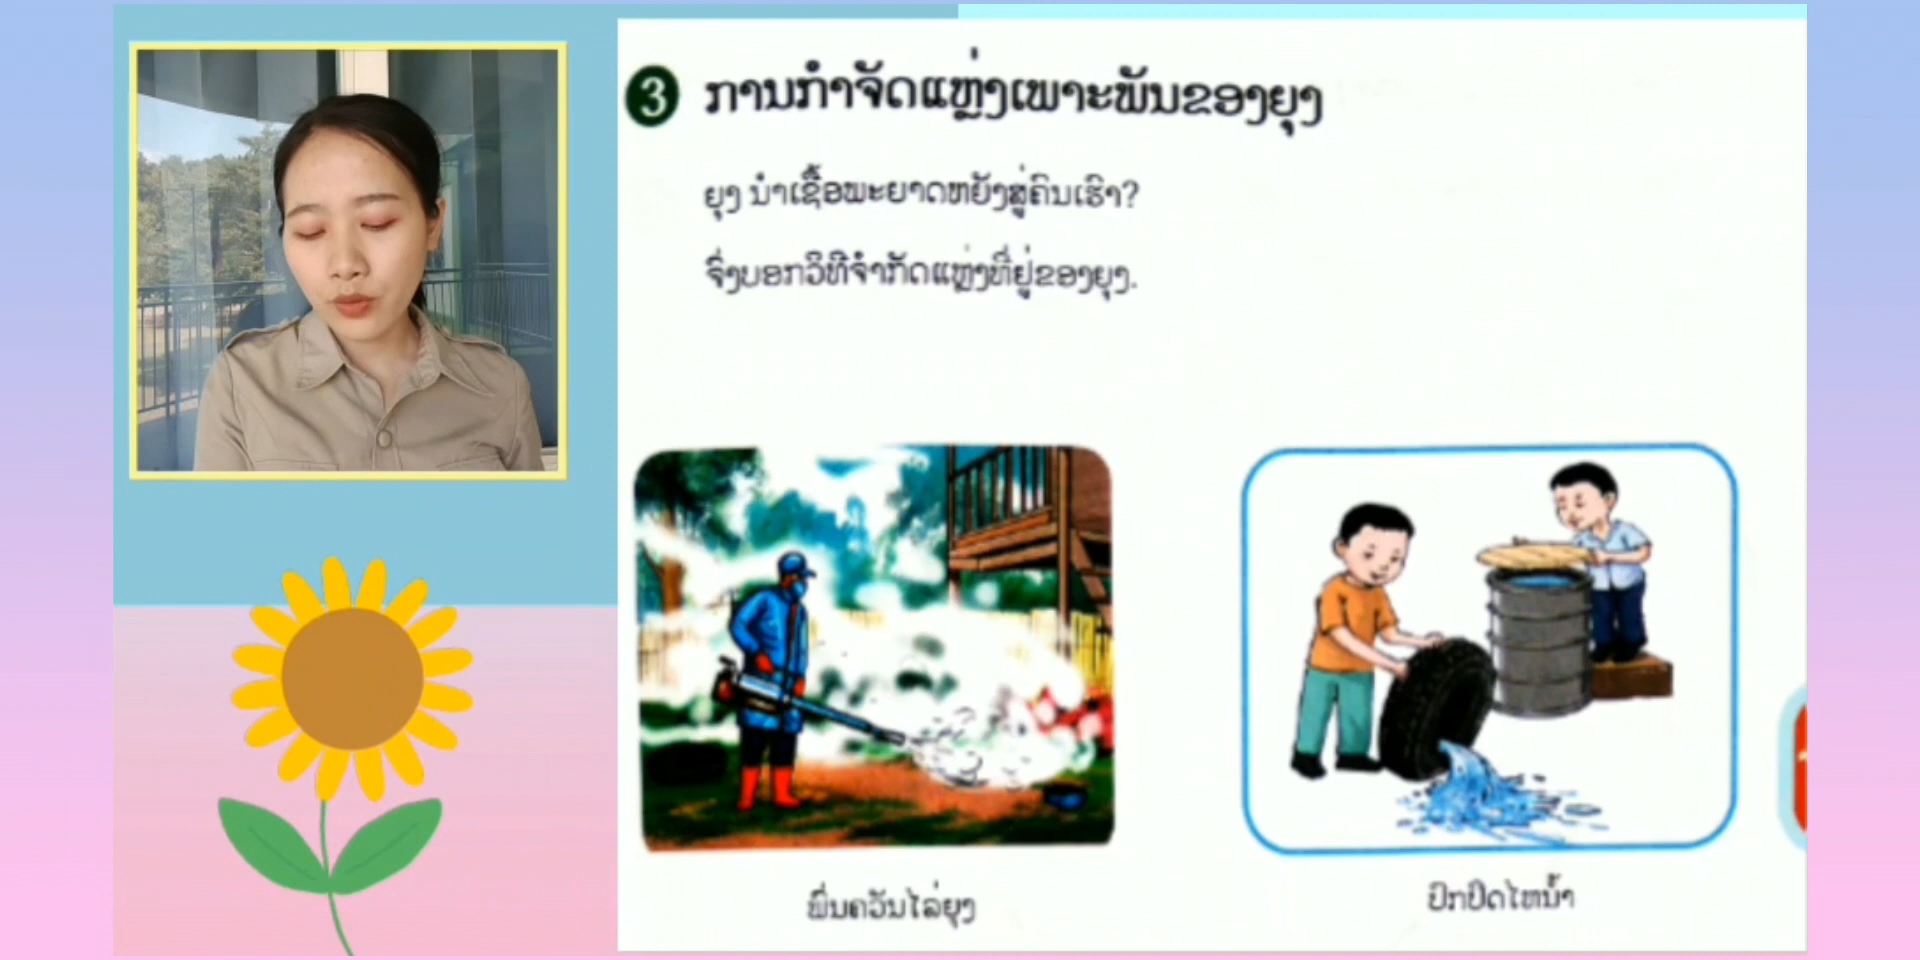 3 ການກຳຈັດແຫຼ່ງເພາະພັນຂອງຍຸງ
ຍຸງ ນຳເຊື້ອພະຍາດຫຍັງສູ່ຄົນເຮົາ?
ຈົ່ງບອກວິທີຈຳກັດແຫຼ່ງທີ່ຢູ່ຂອງຍຸງ.
ພົ່ນຄວັນໄລ່ຍຸງ
ປົກປິດໄຫນ້ຳ